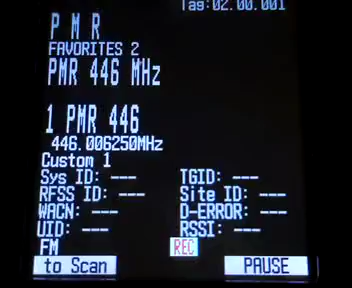 Tag:02.00.001
P M R
FAVORITES 2
PMR 446 MHz
1 PMR 446
446.006250MHz
Custom 1
Sys ID: --- TGID: ---
RFSS ID: --- Site ID: ---
WACN: --- D-ERROR: ---
UID: --- RSSI: ---
FM REC
to Scan PAUSE